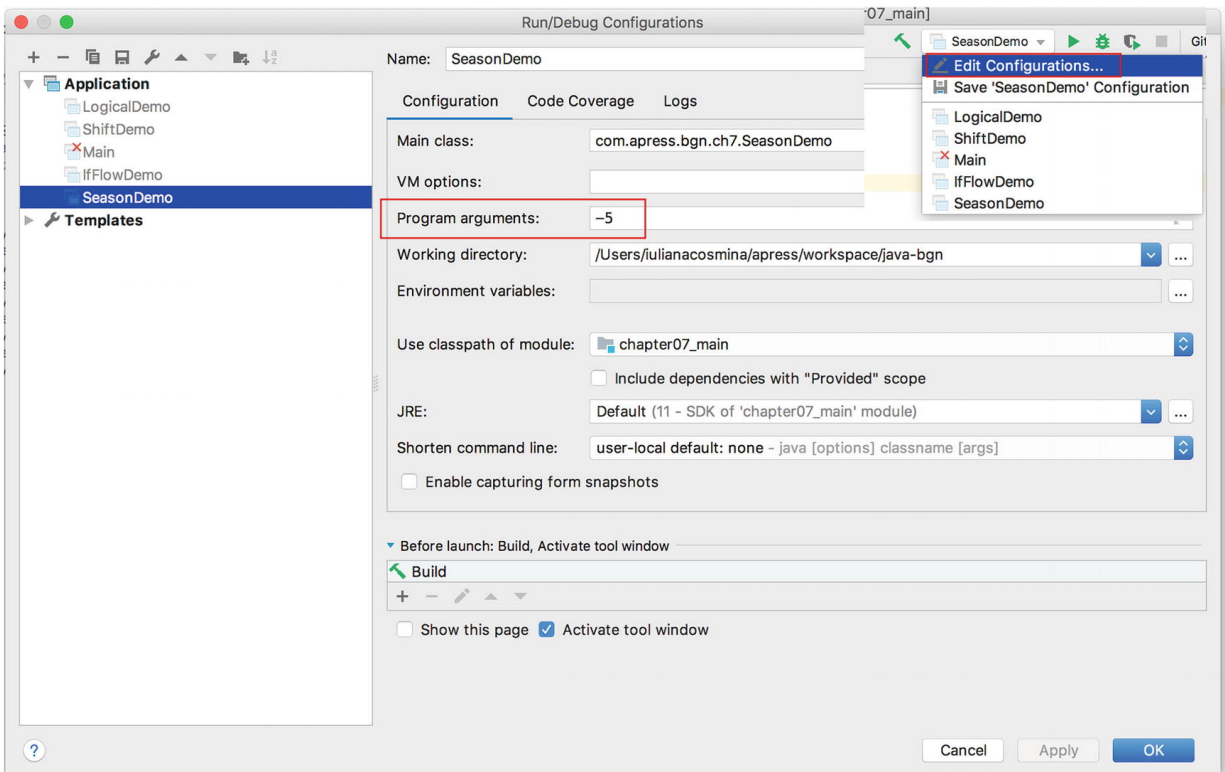 Run/Debug Configurations
07_main]
SeasonDemo
Git
Edit Configurations...
Save 'SeasonDemo' Configuration
LogicalDemo
ShiftDemo
Main
IfFlowDemo
SeasonDemo
Application
LogicalDemo
ShiftDemo
Main
IfFlowDemo
SeasonDemo
Templates
Name: SeasonDemo
Configuration Code Coverage Logs
Main class: com.apress.bgn.ch7.SeasonDemo
VM options:
Program arguments: –5
Working directory: /Users/iulianacosmina/apress/workspace/java-bgn ...
Environment variables: ...
Use classpath of module: chapter07_main
Include dependencies with "Provided" scope
JRE: Default (11 - SDK of 'chapter07_main' module) ...
Shorten command line: user-local default: none - java [options] classname [args]
Enable capturing form snapshots
Before launch: Build, Activate tool window
Build
Show this page Activate tool window
? Cancel Apply OK